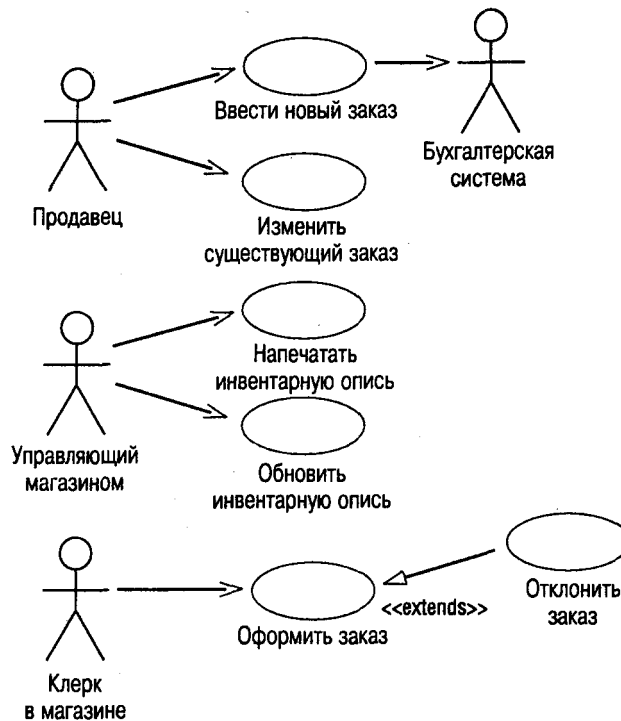 Ввести новый заказ
Бухгалтерская
система
Продавец
Изменить
существующий заказ
Напечатать
инвентарную опись
Управляющий
магазином
Обновить
инвентарную опись
<<extends>>
Отклонить
заказ
Оформить заказ
Клерк
в магазине